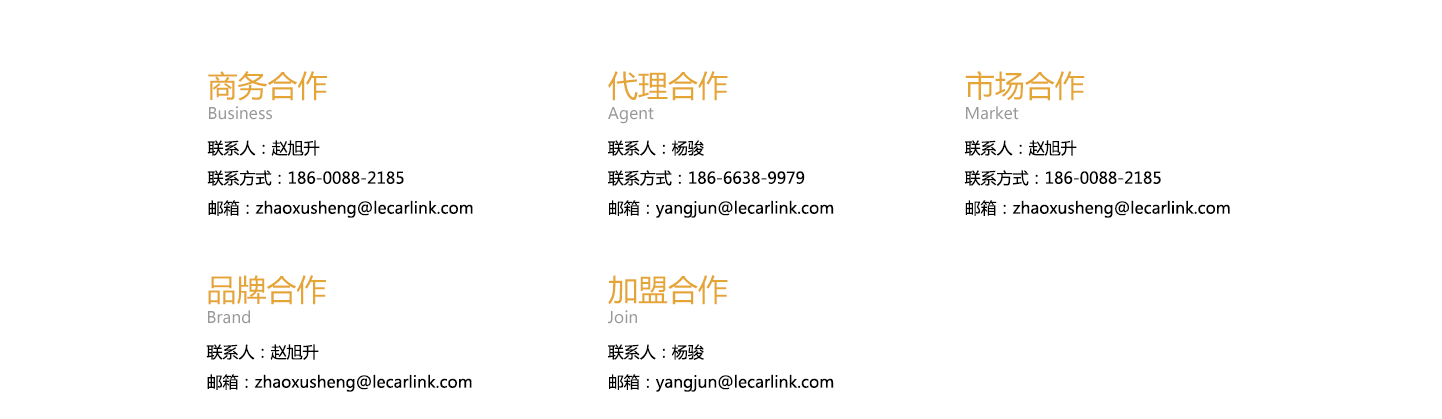 商务合作
Business
联系人：赵旭升
联系方式：186-0088-2185
邮箱：zhaoxusheng@lecarlink.com
代理合作
Agent
联系人：杨骏
联系方式：186-6638-9979
邮箱：yangjun@lecarlink.com
市场合作
Market
联系人：赵旭升
联系方式：186-0088-2185
邮箱：zhaoxusheng@lecarlink.com
品牌合作
Brand
联系人：赵旭升
邮箱：zhaoxusheng@lecarlink.com
加盟合作
Join
联系人：杨骏
邮箱：yangjun@lecarlink.com